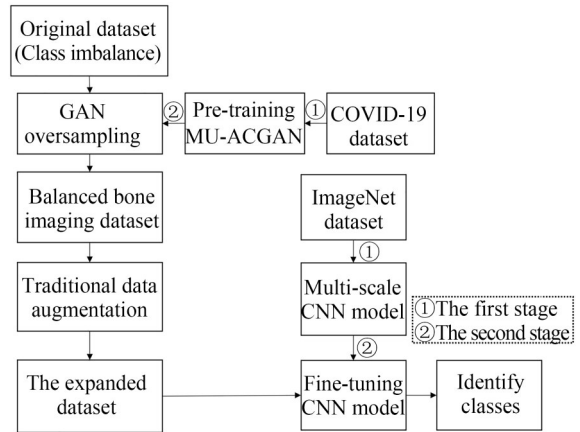 Original dataset
(Class imbalance)
GAN
oversampling
②
Pre-training
MU-ACGAN
①
COVID-19
dataset
Balanced bone
imaging dataset
ImageNet
dataset
①
Traditional data
augmentation
Multi-scale
CNN model
①The first stage
②The second stage
②
The expanded
dataset
Fine-tuning
CNN model
Identify
classes